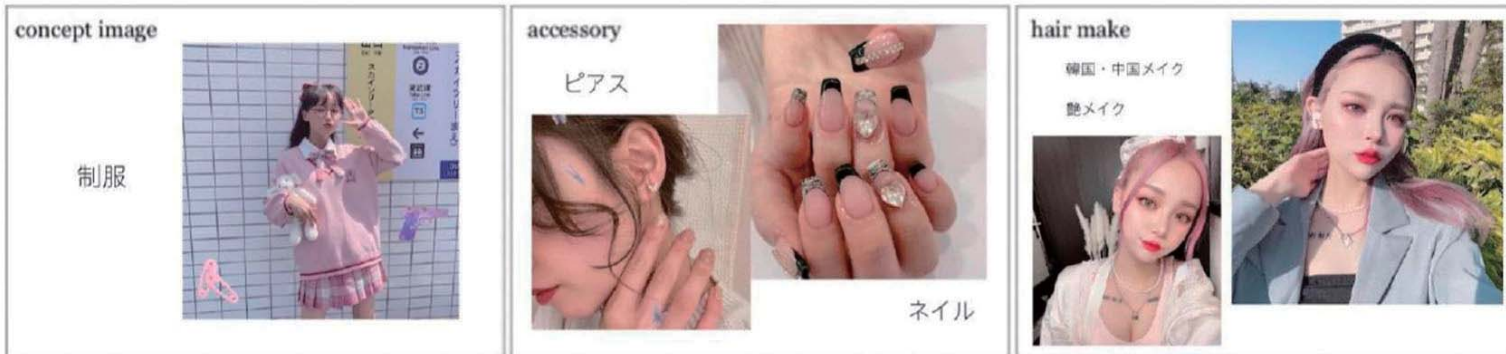 concept image
制服
accessory
ピアス
ネイル
hair make
韓国・中国メイク
艶メイク